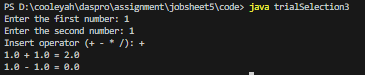 PS D:\cooleyah\daspro\assignment\jobsheet5\code> java trialSelection3
Enter the first number: 1
Enter the second number: 1
Insert operator (+ - * /): +
1.0 + 1.0 = 2.0
1.0 - 1.0 = 0.0